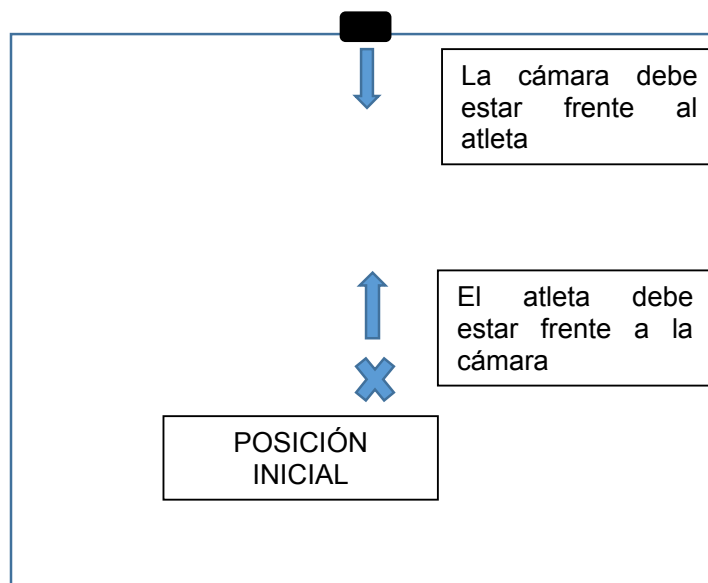 La cámara debe
estar frente al
atleta
El atleta debe
estar frente a la
cámara
POSICIÓN
INICIAL